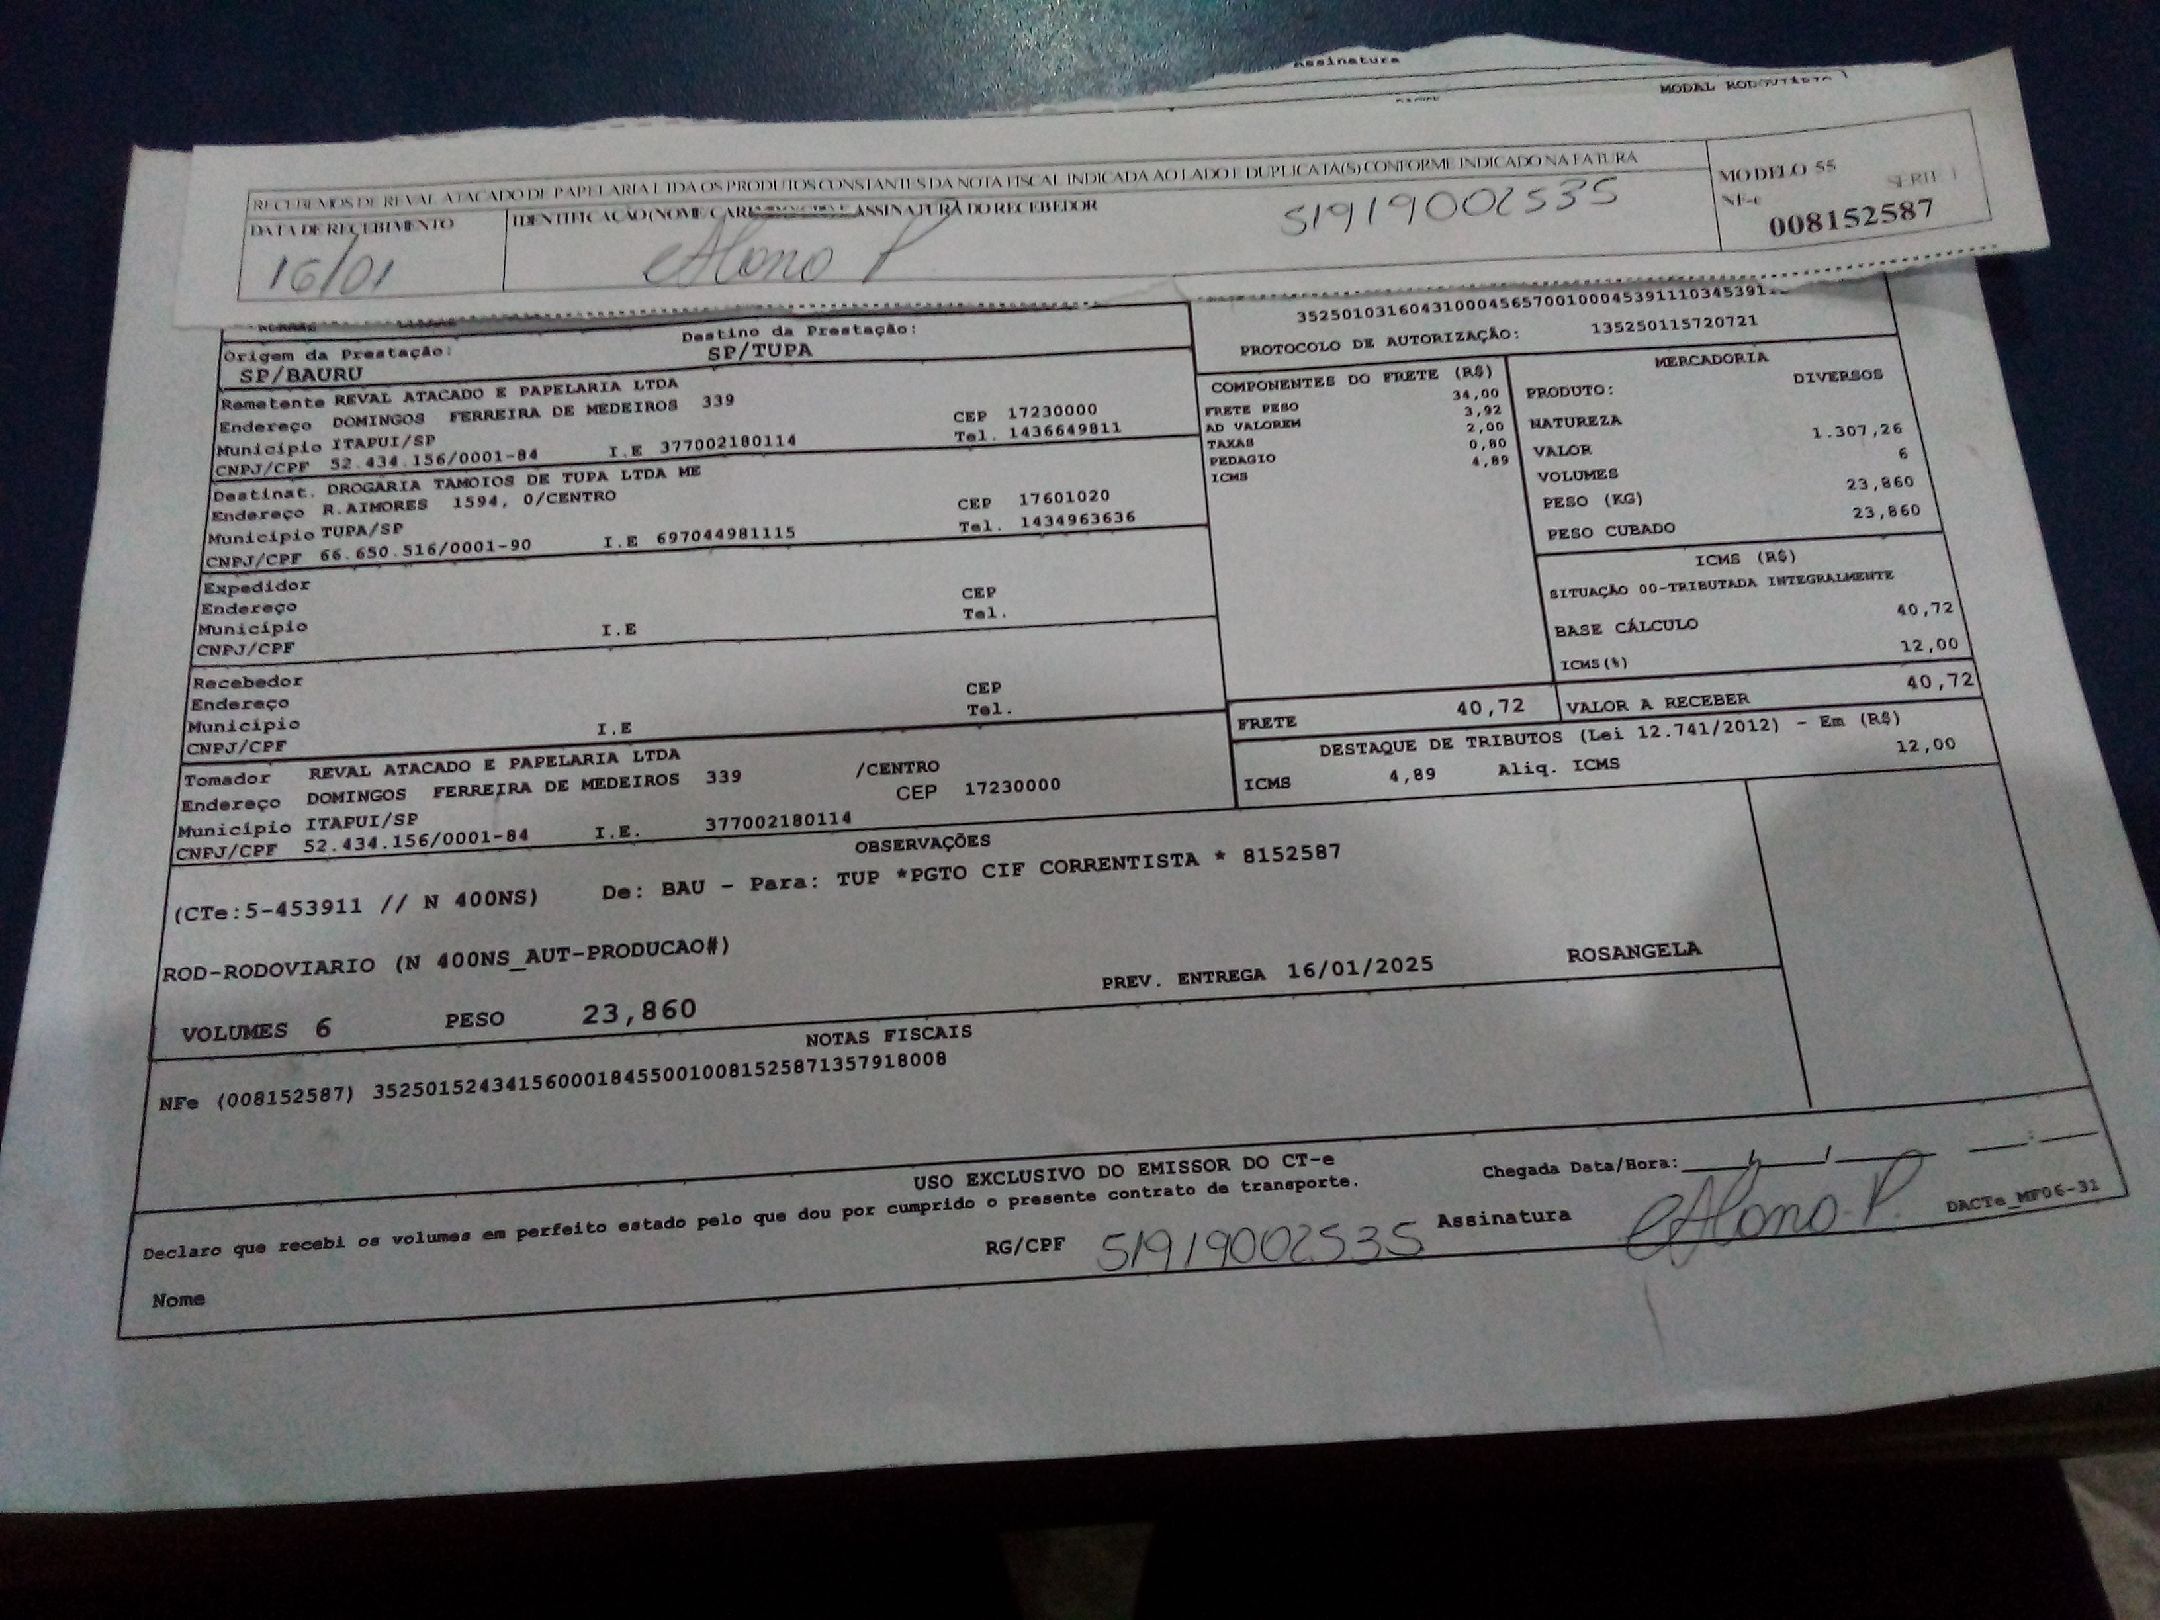 Assinatura
MODAL RODOVIÁRIO
RECEBEMOS DE REVAL ATACADO DE PAPELARIA LTDA OS PRODUTOS CONSTANTES DA NOTA FISCAL INDICADA AO LADO E DUPLICATA(S) CONFORME INDICADO NA FATURA
MODELO 55
NF-e SERIE 1
008152587
DATA DE RECEBIMENTO IDENTIFICAÇÃO (NOME ASSINATURA DO RECEBEDOR
16/01 51919002535
Origem da Prestação: Destino da Prestação:
SP/BAURU SP/TUPA
PROTOCOLO DE AUTORIZAÇÃO: 135250115720721
Remetente REVAL ATACADO E PAPELARIA LTDA
Endereço DOMINGOS FERREIRA DE MEDEIROS 339 CEP 17230000
Município ITAPUI/SP Tel. 1436649811
CNPJ/CPF 52.434.156/0001-84 I.E 377002180114
Destinat. DROGARIA TAMOIOS DE TUPA LTDA ME
Endereço R.AIMORES 1594, 0/CENTRO CEP 17601020
Município TUPA/SP Tel. 1434963636
CNPJ/CPF 66.650.516/0001-90 I.E 697044981115
Expedidor
Endereço CEP
Município I.E Tel.
CNPJ/CPF
Recebedor
Endereço CEP
Município I.E Tel.
CNPJ/CPF
Tomador REVAL ATACADO E PAPELARIA LTDA
Endereço DOMINGOS FERREIRA DE MEDEIROS 339 /CENTRO
Município ITAPUI/SP CEP 17230000
CNPJ/CPF 52.434.156/0001-84 I.E. 377002180114
COMPONENTES DO FRETE (R$)
FRETE PESO 34,00
AD VALOREM 3,92
TAXAS 2,00
PEDAGIO 0,80
ICMS 4,89
MERCADORIA
PRODUTO: DIVERSOS
NATUREZA
VALOR 1.307,26
VOLUMES 6
PESO (KG) 23,860
PESO CUBADO 23,860
ICMS (R$)
SITUAÇÃO 00-TRIBUTADA INTEGRALMENTE
BASE CÁLCULO 40,72
ICMS(%) 12,00
FRETE 40,72 VALOR A RECEBER 40,72
DESTAQUE DE TRIBUTOS (Lei 12.741/2012) - Em (R$)
ICMS 4,89 Aliq. ICMS 12,00
OBSERVAÇÕES
(CTe:5-453911 // N 400NS) De: BAU - Para: TUP *PGTO CIF CORRENTISTA * 8152587
ROD-RODOVIARIO (N 400NS_AUT-PRODUCAO#)
PREV. ENTREGA 16/01/2025 ROSANGELA
VOLUMES 6 PESO 23,860
NOTAS FISCAIS
NFe (008152587) 35250152434156000184550010081525871357918008
USO EXCLUSIVO DO EMISSOR DO CT-e
Declaro que recebi os volumes em perfeito estado pelo que dou por cumprido o presente contrato de transporte.
Chegada Data/Hora:
Nome RG/CPF 51919002535 Assinatura
DACTe_MF06-31